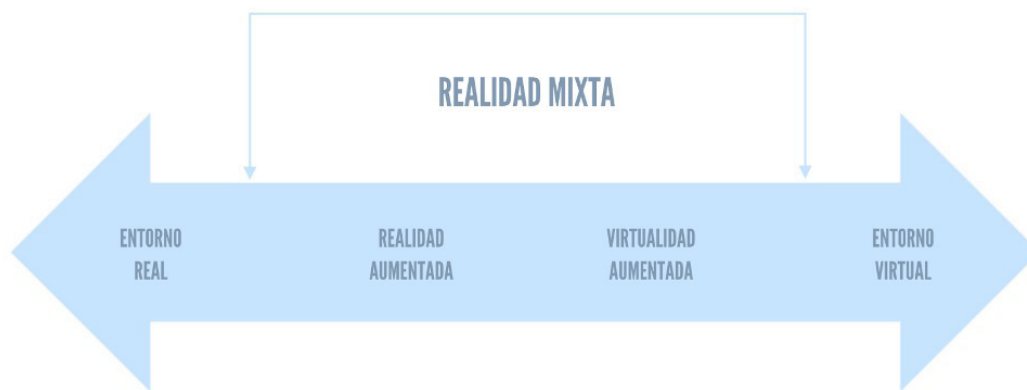 REALIDAD MIXTA
ENTORNO
REAL
REALIDAD
AUMENTADA
VIRTUALIDAD
AUMENTADA
ENTORNO
VIRTUAL